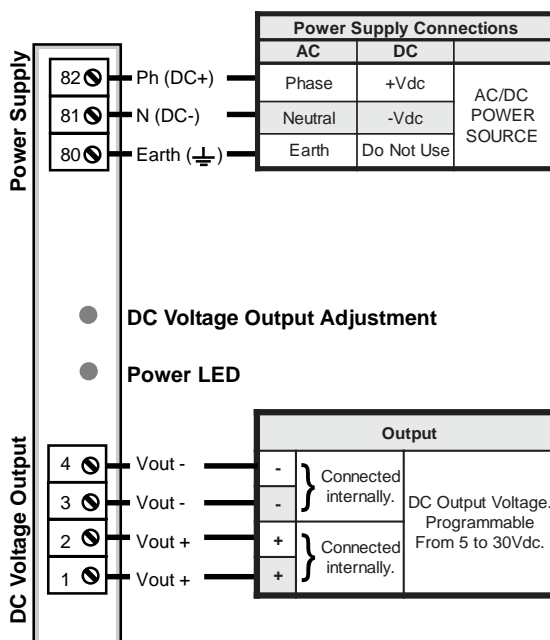 Power Supply Connections
AC DC
Power Supply
82 Ph (DC+) Phase +Vdc
81 N (DC-) Neutral -Vdc
80 Earth ( ) Earth Do Not Use
AC/DC
POWER
SOURCE
DC Voltage Output Adjustment
Power LED
Output
DC Voltage Output
4 Vout - -
3 Vout - -
Connected
internally.
2 Vout + +
1 Vout + +
Connected
internally.
DC Output Voltage.
Programmable
From 5 to 30Vdc.